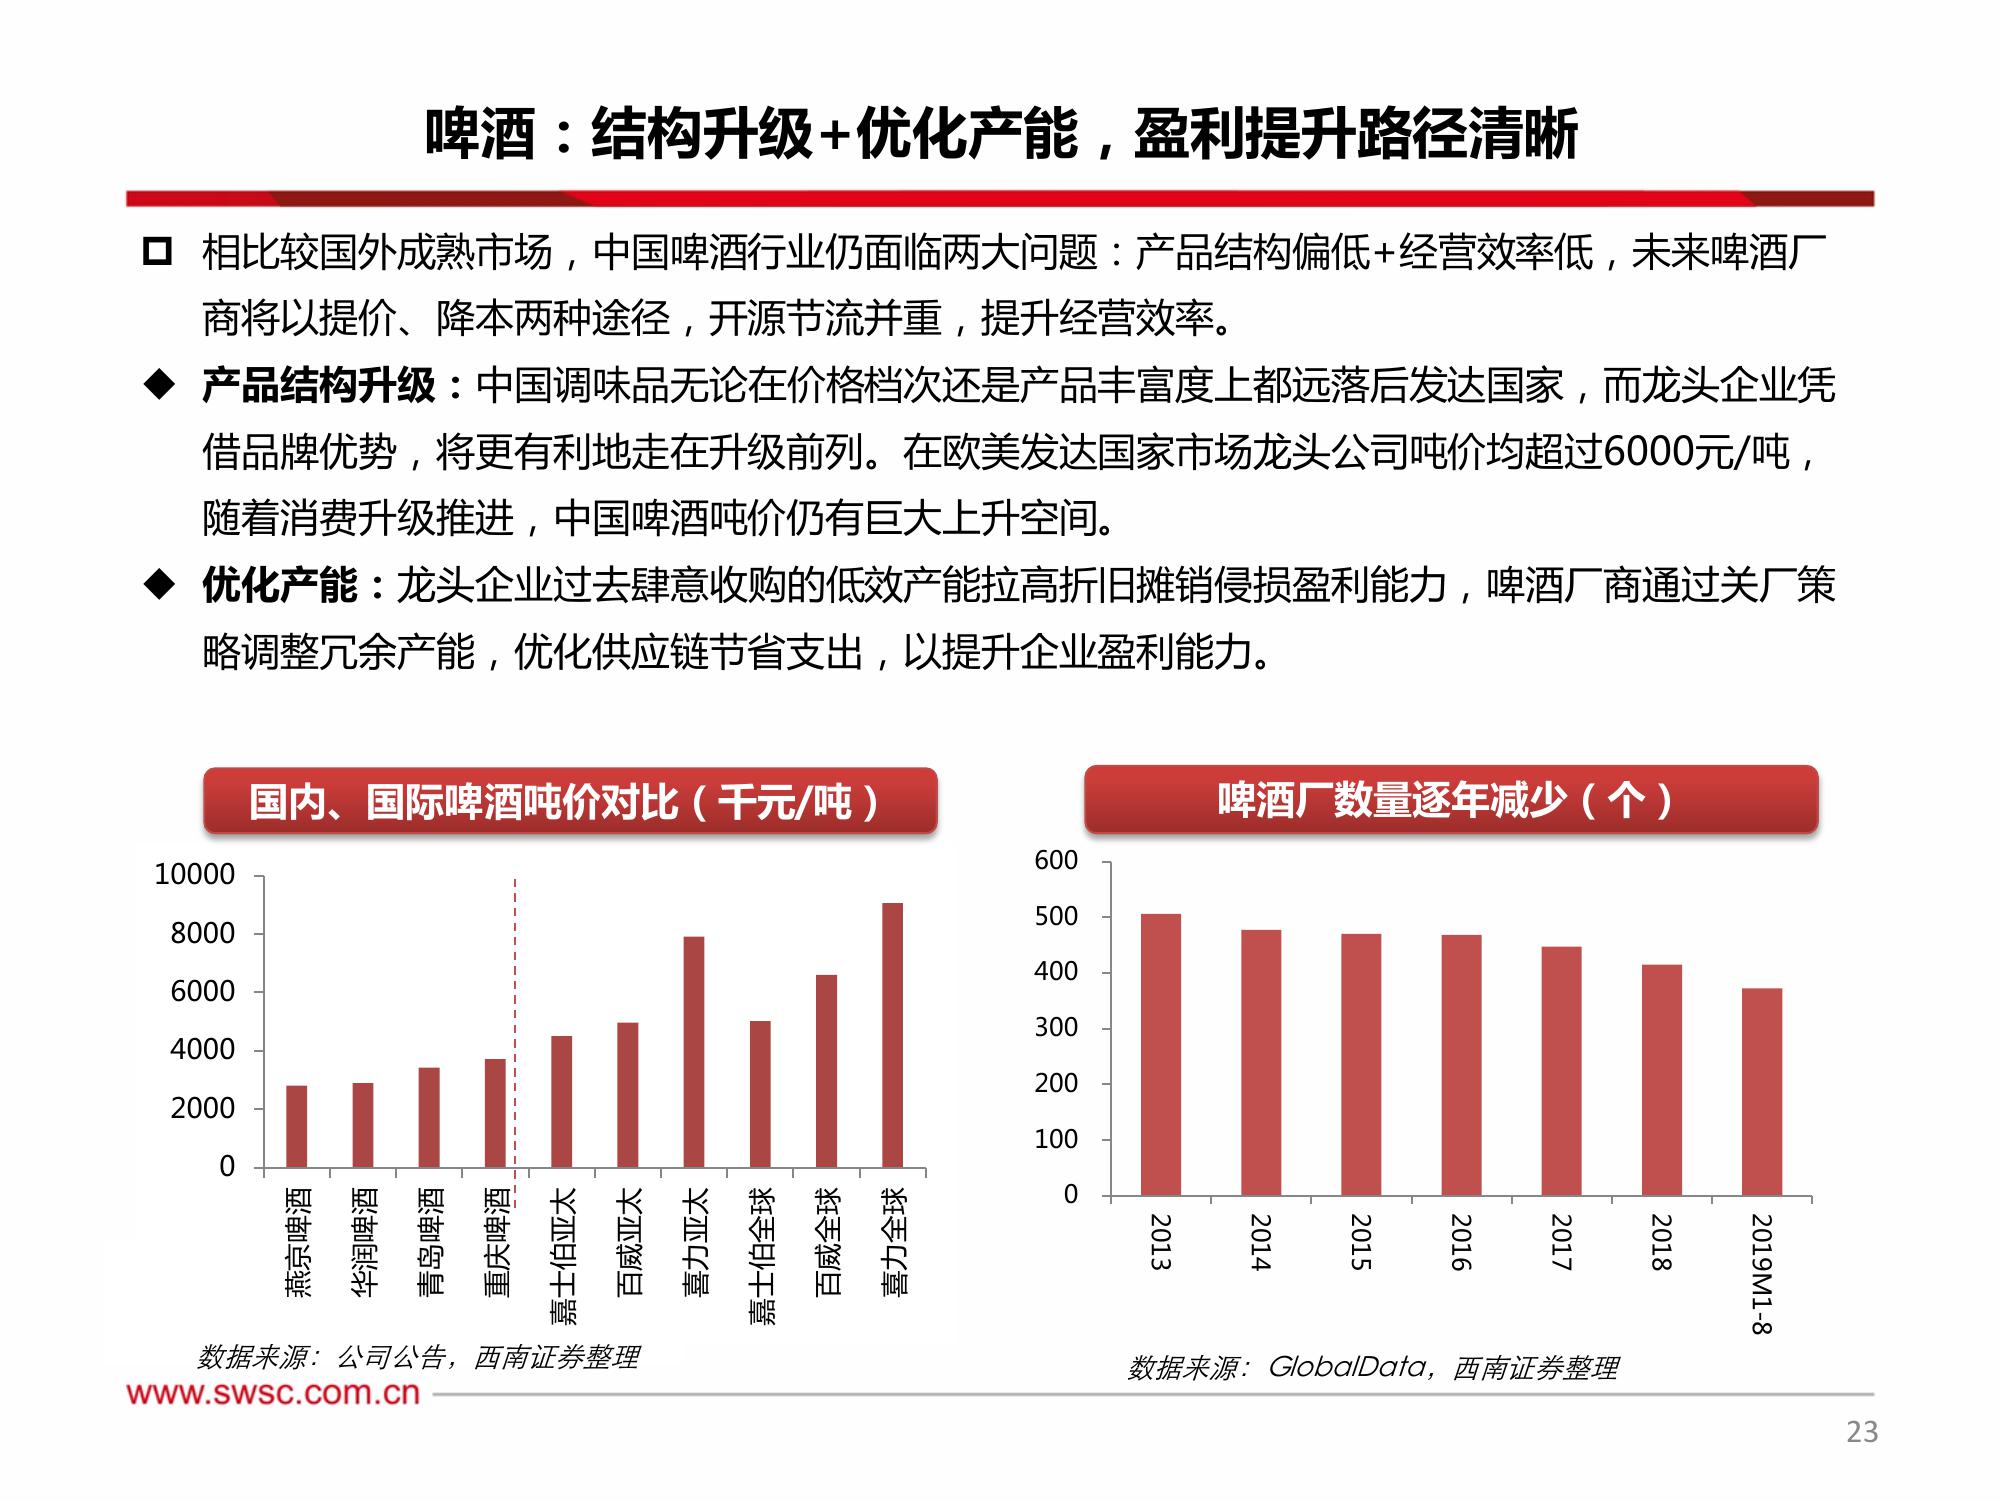 啤酒：结构升级+优化产能，盈利提升路径清晰
相比较国外成熟市场，中国啤酒行业仍面临两大问题：产品结构偏低+经营效率低，未来啤酒厂
商将以提价、降本两种途径，开源节流并重，提升经营效率。
产品结构升级：中国调味品无论在价格档次还是产品丰富度上都远落后发达国家，而龙头企业凭
借品牌优势，将更有利地走在升级前列。在欧美发达国家市场龙头公司吨价均超过6000元/吨，
随着消费升级推进，中国啤酒吨价仍有巨大上升空间。
优化产能：龙头企业过去肆意收购的低效产能拉高折旧摊销侵损盈利能力，啤酒厂商通过关厂策
略调整冗余产能，优化供应链节省支出，以提升企业盈利能力。
国内、国际啤酒吨价对比（千元/吨）
10000
8000
6000
4000
2000
0
燕京啤酒
华润啤酒
青岛啤酒
重庆啤酒
嘉士伯亚太
百威亚太
喜力亚太
嘉士伯全球
百威全球
喜力全球
数据来源：公司公告，西南证券整理
啤酒厂数量逐年减少（个）
600
500
400
300
200
100
0
2013
2014
2015
2016
2017
2018
2019M1-8
数据来源：GlobalData，西南证券整理
www.swsc.com.cn
23